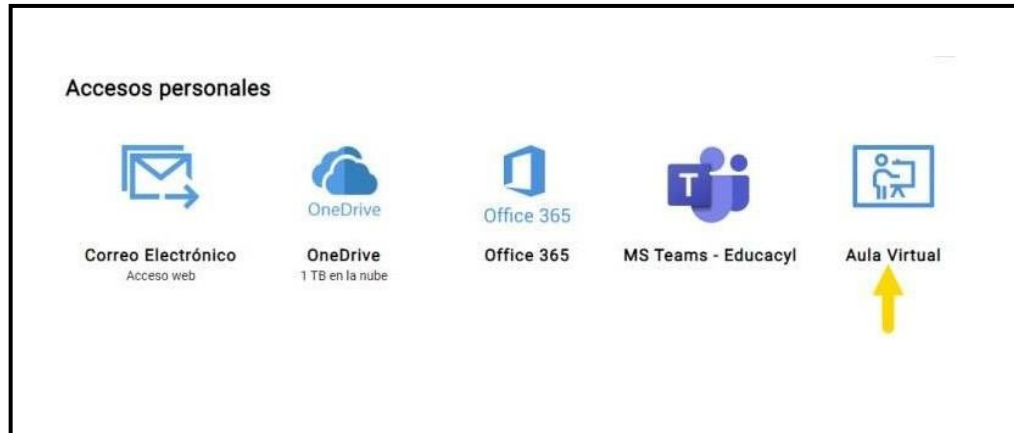 Accesos personales
OneDrive
Office 365
T
Correo Electrónico
Acceso web
OneDrive
1 TB en la nube
Office 365
MS Teams - Educacyl
Aula Virtual